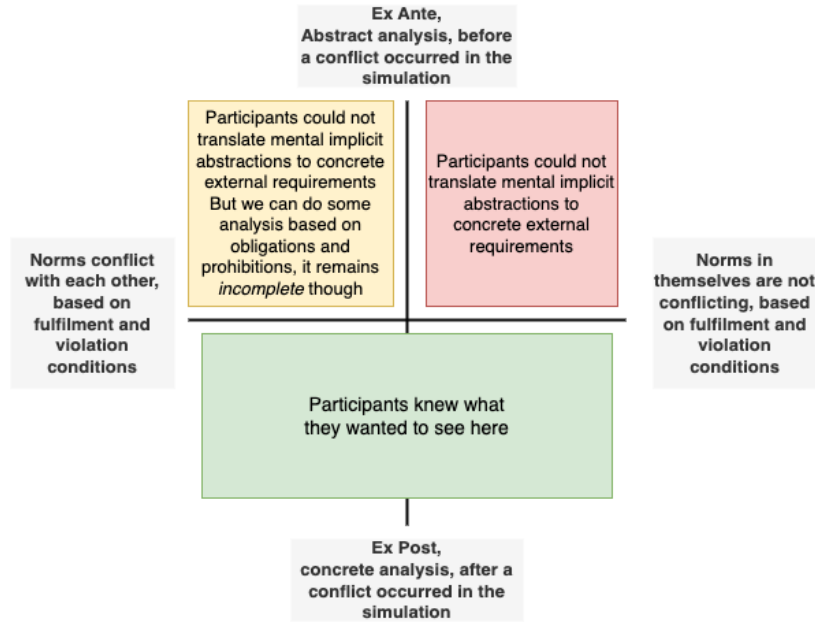 Ex Ante,
Abstract analysis, before
a conflict occurred in the
simulation
Participants could not
translate mental implicit
abstractions to concrete
external requirements
But we can do some
analysis based on
obligations and
prohibitions, it remains
incomplete though
Participants could not
translate mental implicit
abstractions to
concrete external
requirements
Norms conflict
with each other,
based on
fulfilment and
violation
conditions
Norms in
themselves are not
conflicting, based
on fulfilment and
violation
conditions
Participants knew what
they wanted to see here
Ex Post,
concrete analysis, after a
conflict occurred in the
simulation